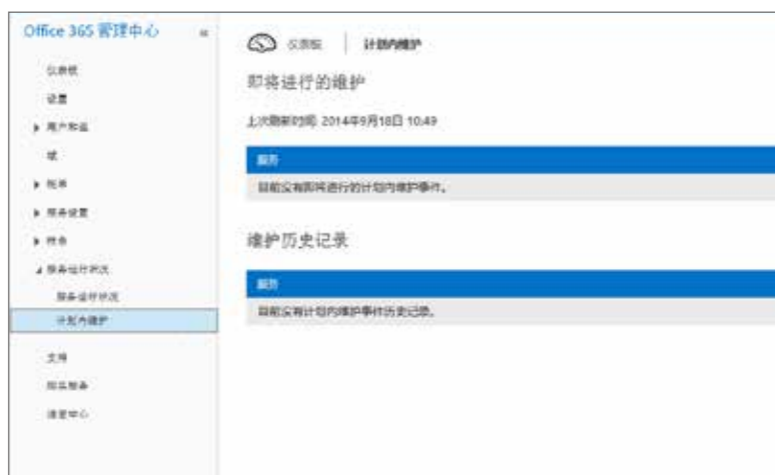 Office 365 管理中心 «
仪表板
设置
用户和组
域
帐单
服务设置
报告
服务运行状况
服务运行状况
计划内维护
支持
购买服务
消息中心
仪表板 | 计划内维护
即将进行的维护
上次刷新时间: 2014年9月18日 10:49
服务
目前没有即将进行的计划内维护事件。
维护历史记录
服务
目前没有计划内维护事件历史记录。